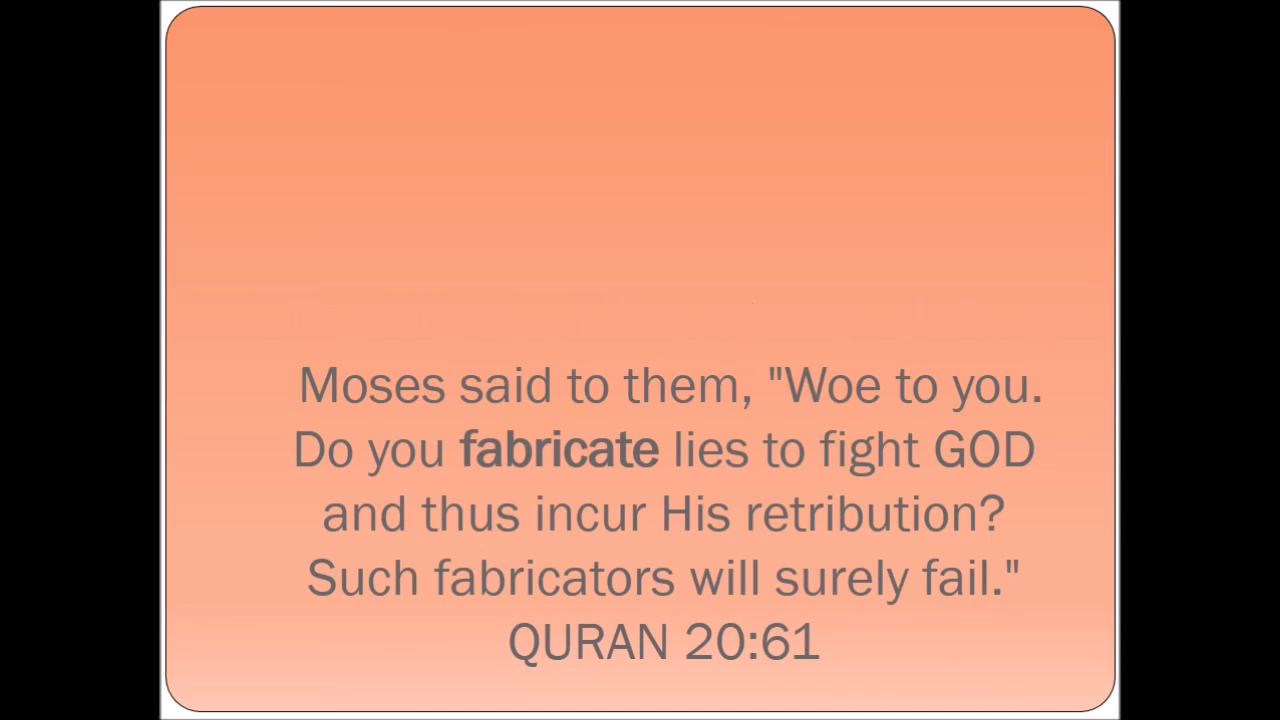 Moses said to them, "Woe to you.
Do you fabricate lies to fight GOD
and thus incur His retribution?
Such fabricators will surely fail."
QURAN 20:61